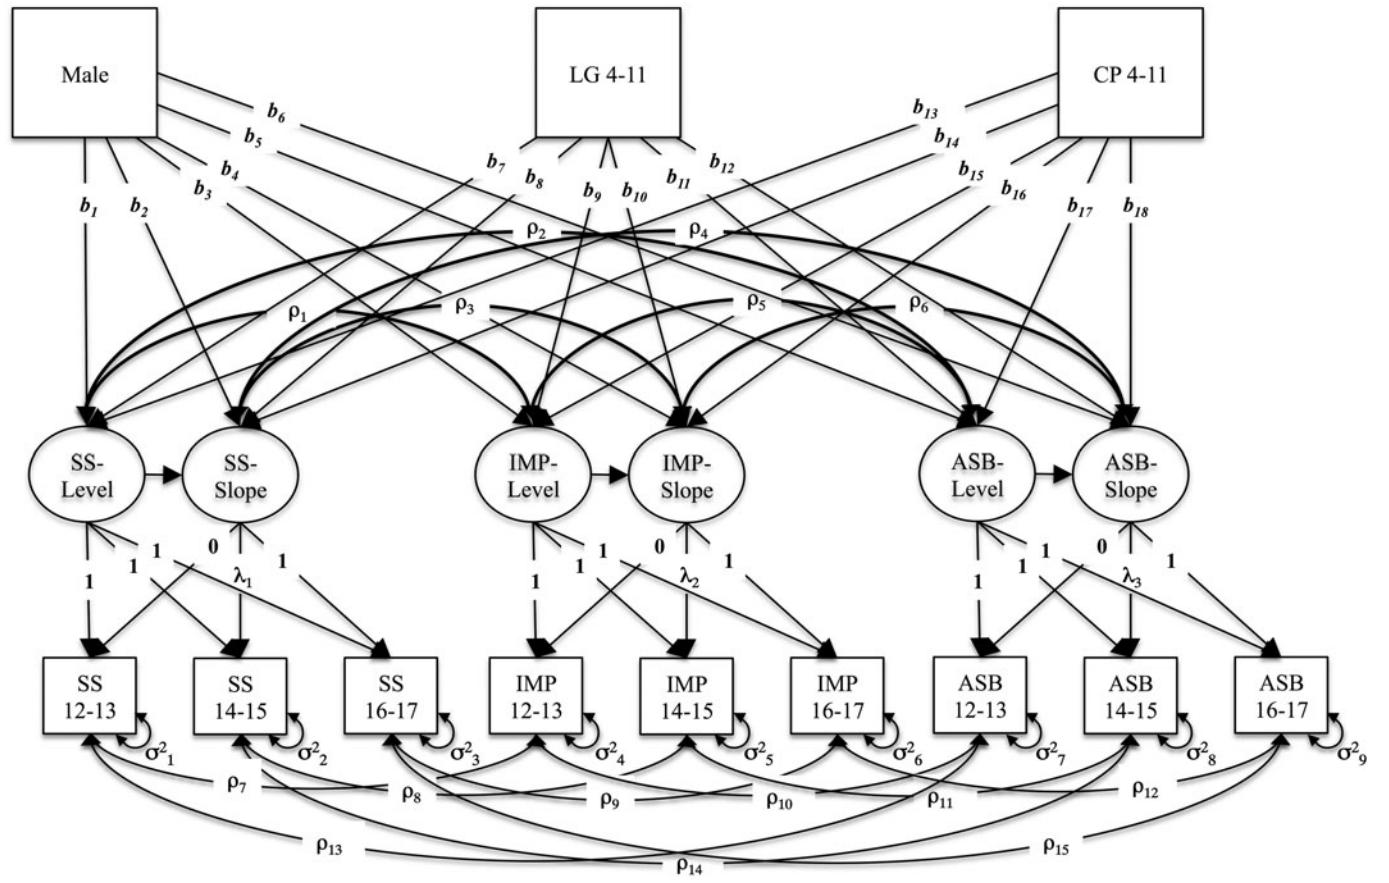 Male
LG 4-11
CP 4-11
b6
b5
b4
b3
b1
b2
b7
b8
b9
b10
b11
b12
b13
b14
b15
b16
b17
b18
ρ2
ρ4
ρ1
ρ3
ρ5
ρ6
SS-
Level
SS-
Slope
IMP-
Level
IMP-
Slope
ASB-
Level
ASB-
Slope
1
1
1
0
λ1
1
1
1
1
0
λ2
1
1
1
1
0
λ3
1
SS
12-13
SS
14-15
SS
16-17
IMP
12-13
IMP
14-15
IMP
16-17
ASB
12-13
ASB
14-15
ASB
16-17
σ²1
σ²2
σ²3
σ²4
σ²5
σ²6
σ²7
σ²8
σ²9
ρ7
ρ8
ρ9
ρ10
ρ11
ρ12
ρ13
ρ14
ρ15